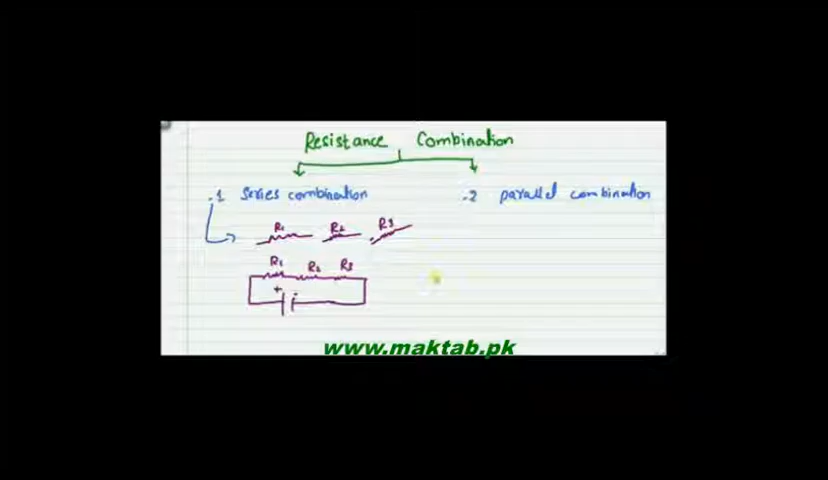 Resistance Combination
.1 Series combination
.2 parallel combination
R1 R2 R3
R1 R2 R3
+ -
www.maktab.pk